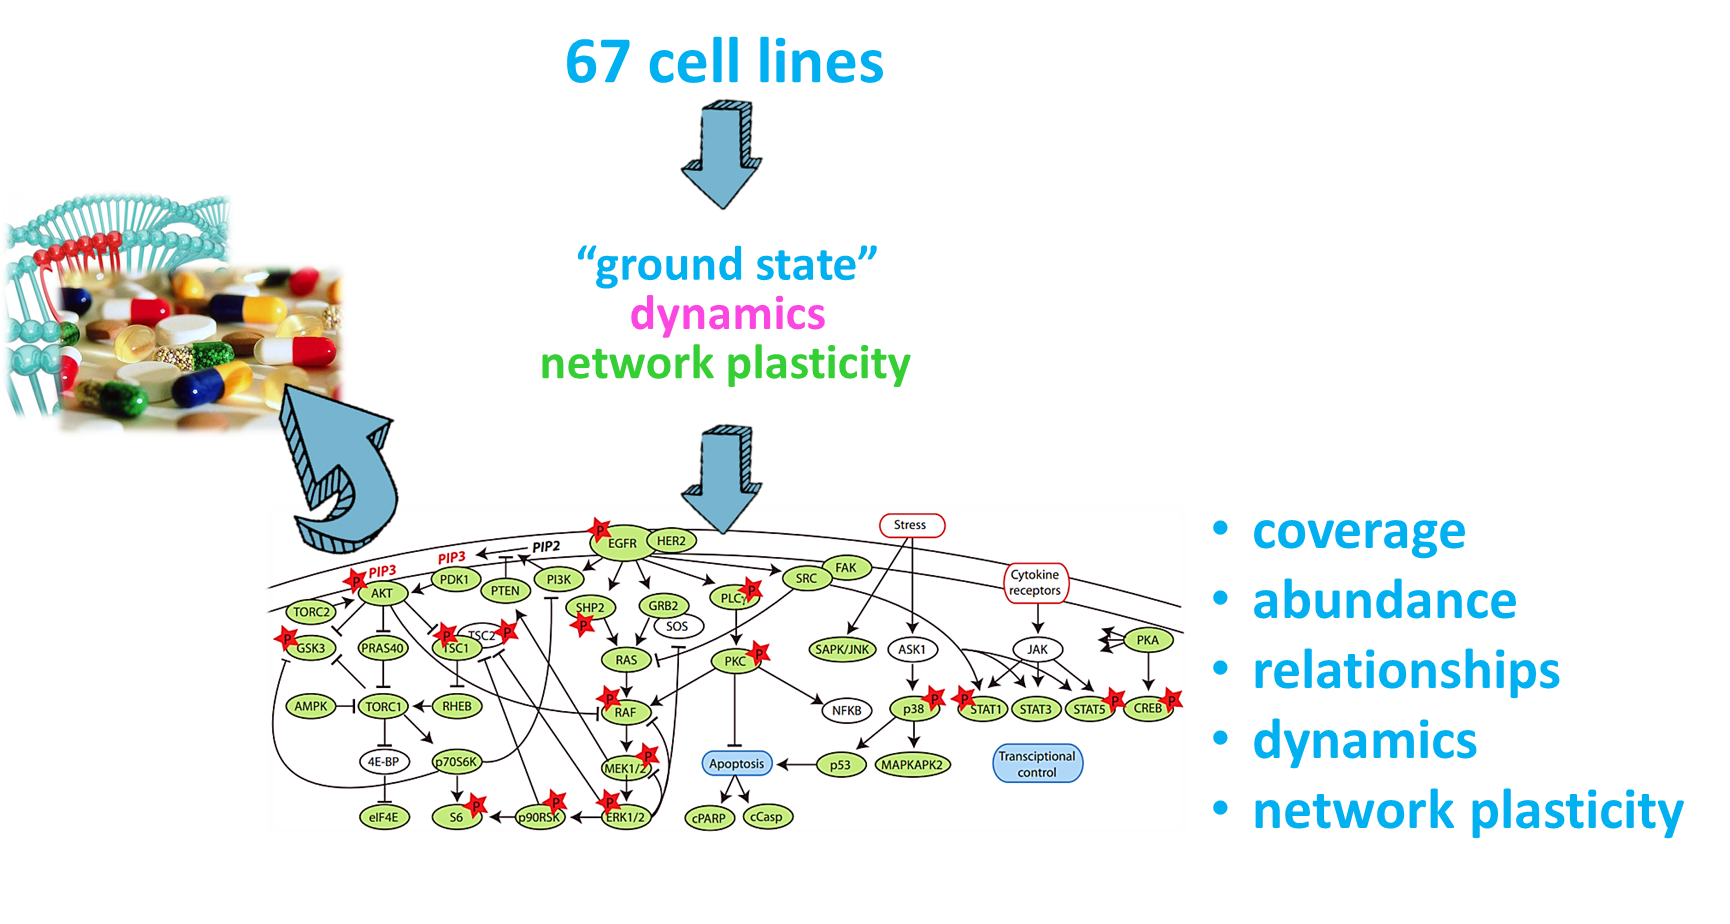 67 cell lines
“ground state”
dynamics
network plasticity
Stress
P
EGFR
HER2
PIP2
PIP3
PIP3
P
AKT
PDK1
PTEN
PI3K
SRC
FAK
Cytokine
receptors
TORC2
SHP2
P
GRB2
SOS
PLCγ
P
P
GSK3
PRAS40
P
TSC1
TSC2
P
RAS
PKC
P
SAPK/JNK
ASK1
JAK
PKA
AMPK
TORC1
RHEB
P
RAF
NFKB
p38
P
P
STAT1
STAT3
STAT5
P
CREB
P
4E-BP
p70S6K
MEK1/2
P
Apoptosis
p53
MAPKAPK2
Transciptional
control
eIF4E
S6
P
p90RSK
P
P
ERK1/2
cPARP
cCasp
• coverage
• abundance
• relationships
• dynamics
• network plasticity